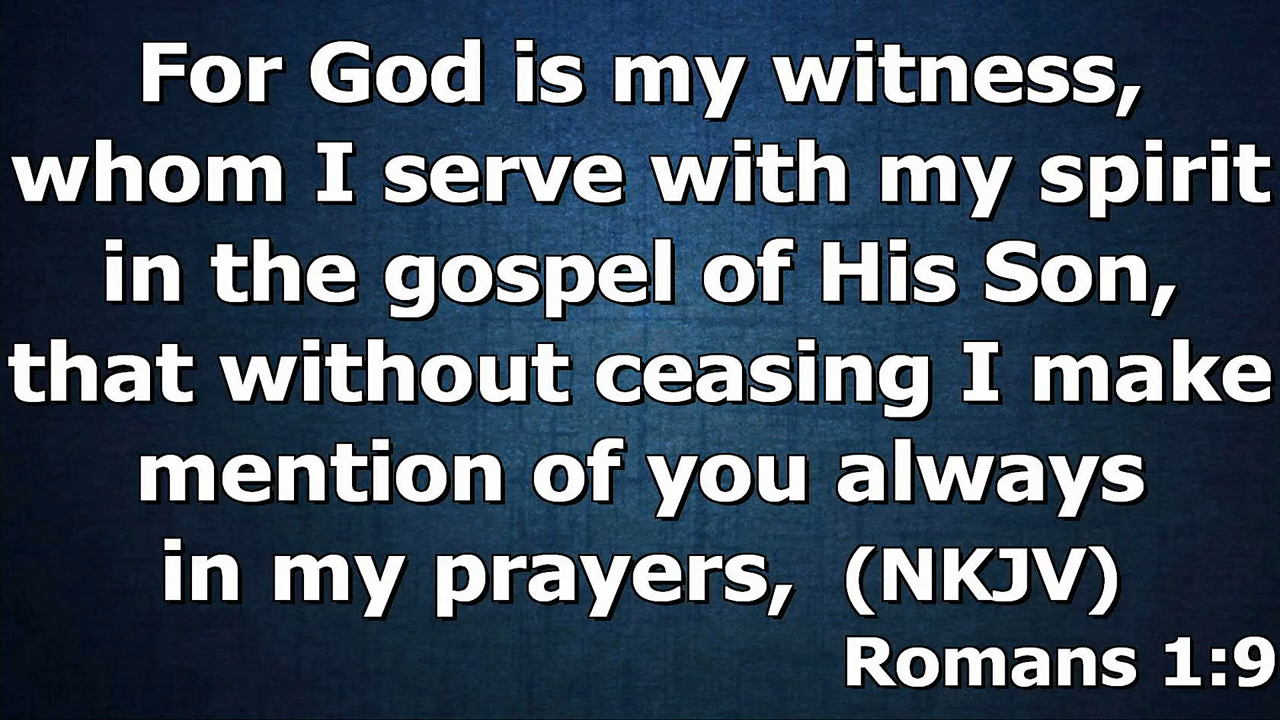 For God is my witness,
whom I serve with my spirit
in the gospel of His Son,
that without ceasing I make
mention of you always
in my prayers, (NKJV)
Romans 1:9